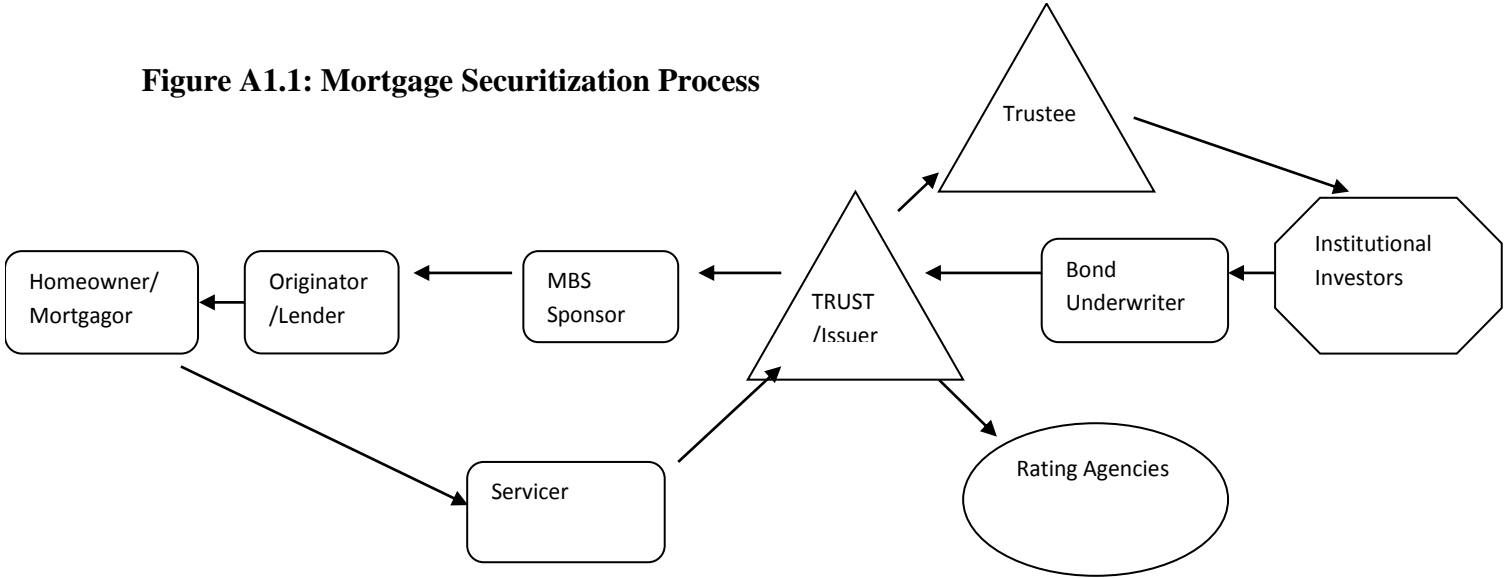 Figure A1.1: Mortgage Securitization Process
Trustee
Institutional
Investors
Homeowner/
Mortgagor
Originator
/Lender
MBS
Sponsor
TRUST
/Issuer
Bond
Underwriter
Servicer
Rating Agencies